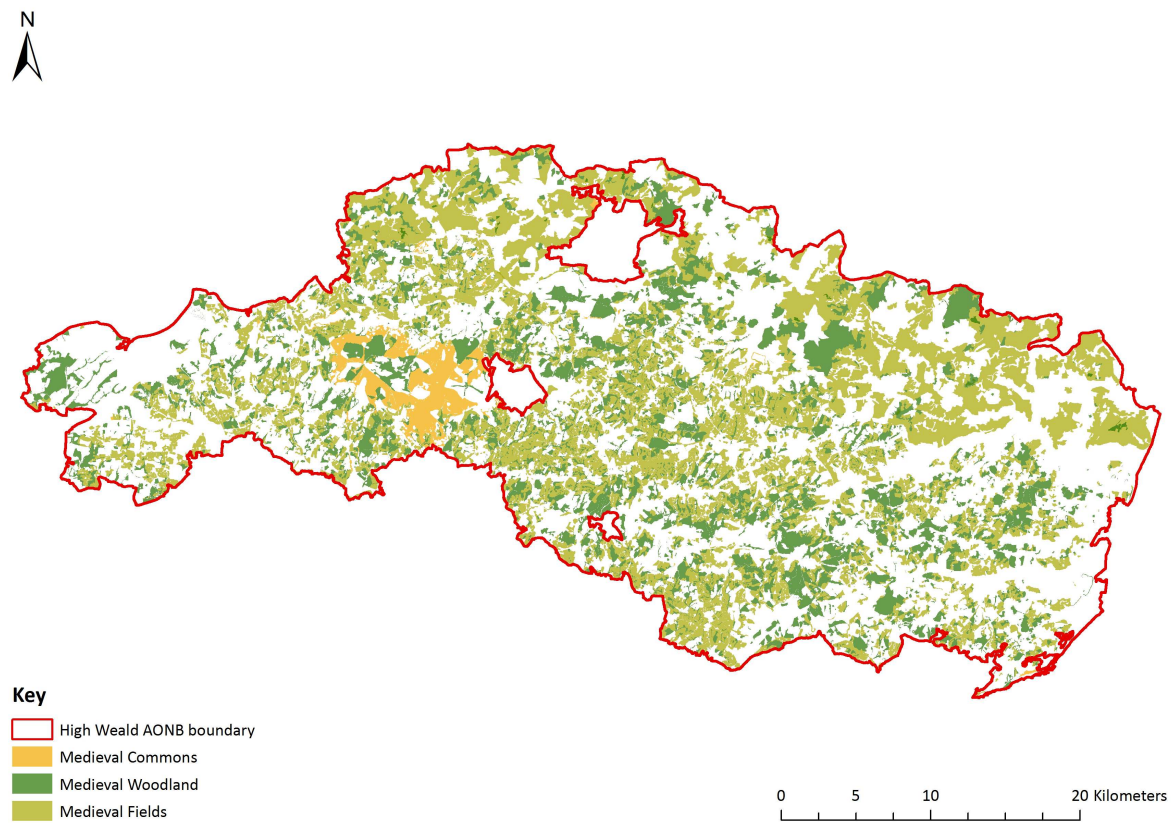 N
Key
High Weald AONB boundary
Medieval Commons
Medieval Woodland
Medieval Fields
0 5 10 20 Kilometers